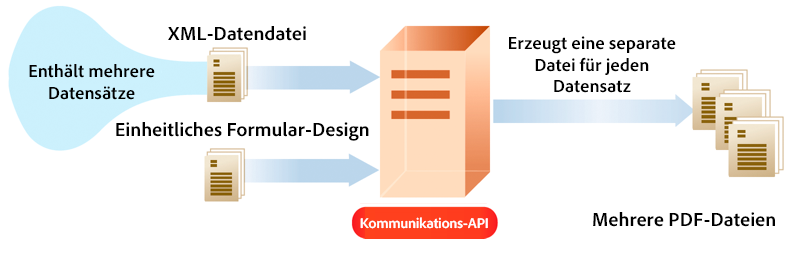 XML-Datendatei
Enthält mehrere
Datensätze
Einheitliches Formular-Design
Kommunikations-API
Erzeugt eine separate
Datei für jeden
Datensatz
Mehrere PDF-Dateien